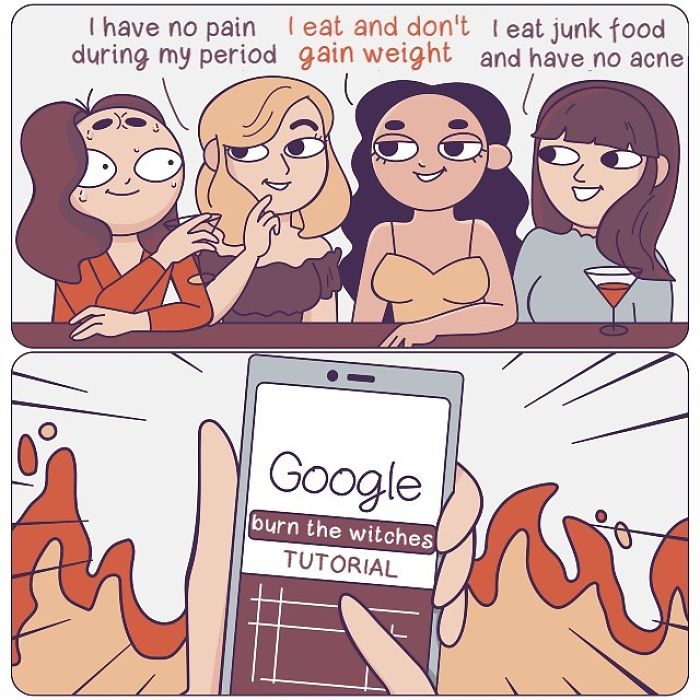 I have no pain
during my period
I eat and don't
gain weight
I eat junk food
and have no acne
Google
burn the witches
TUTORIAL